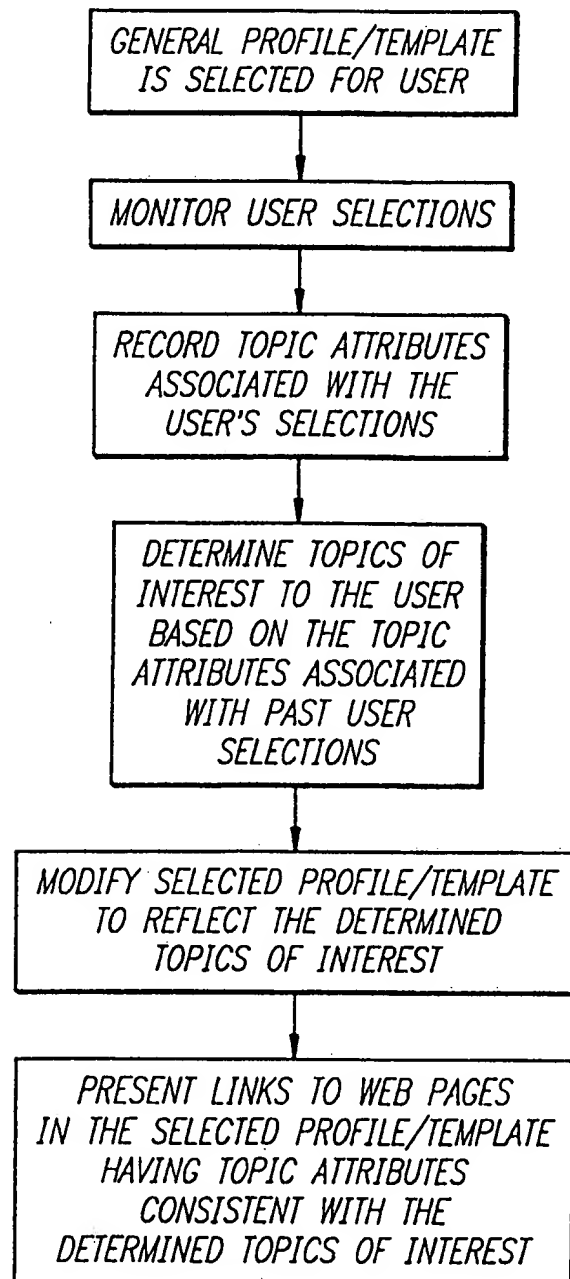 GENERAL PROFILE/TEMPLATE
IS SELECTED FOR USER
MONITOR USER SELECTIONS
RECORD TOPIC ATTRIBUTES
ASSOCIATED WITH THE
USER'S SELECTIONS
DETERMINE TOPICS OF
INTEREST TO THE USER
BASED ON THE TOPIC
ATTRIBUTES ASSOCIATED
WITH PAST USER
SELECTIONS
MODIFY SELECTED PROFILE/TEMPLATE
TO REFLECT THE DETERMINED
TOPICS OF INTEREST
PRESENT LINKS TO WEB PAGES
IN THE SELECTED PROFILE/TEMPLATE
HAVING TOPIC ATTRIBUTES
CONSISTENT WITH THE
DETERMINED TOPICS OF INTEREST